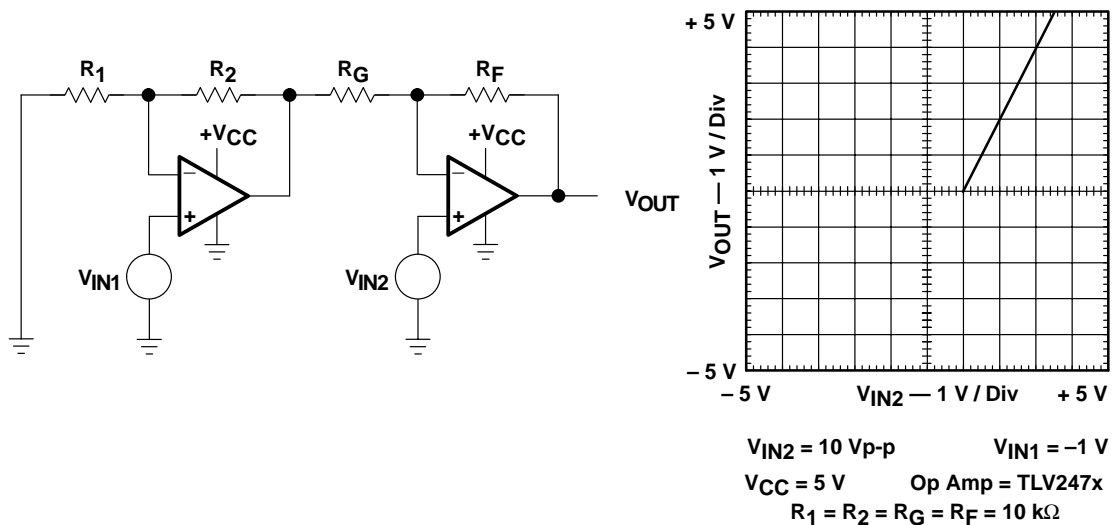 R1
R2
RG
RF
+VCC
+VCC
–
+
–
+
VIN1
VIN2
VOUT
+ 5 V
VOUT — 1 V / Div
– 5 V
– 5 V
VIN2 — 1 V / Div
+ 5 V
VIN2 = 10 Vp-p VIN1 = –1 V
VCC = 5 V Op Amp = TLV247x
R1 = R2 = RG = RF = 10 kΩ